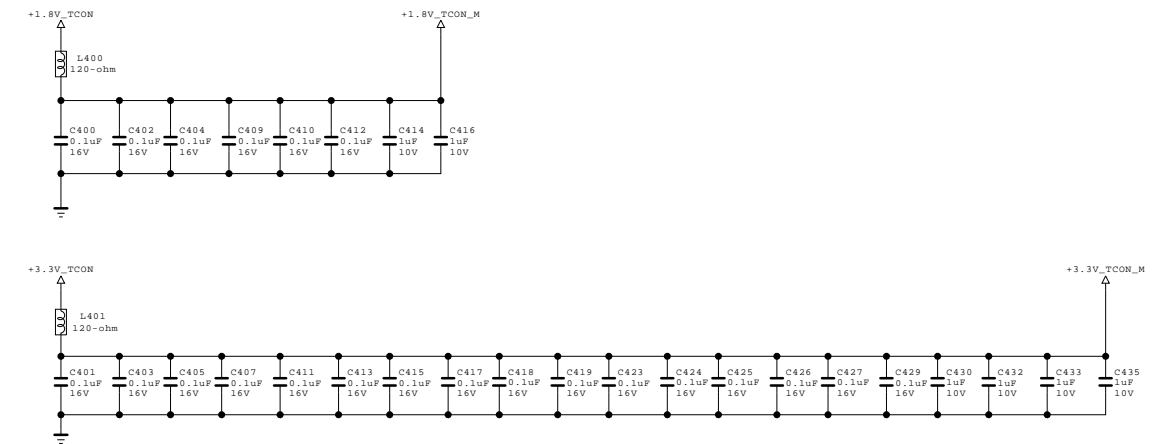 +1.8V_TCON +1.8V_TCON_M
L400
120-ohm
C400 C402 C404 C409 C410 C412 C414 C416
0.1uF 0.1uF 0.1uF 0.1uF 0.1uF 0.1uF 1uF 1uF
16V 16V 16V 16V 16V 16V 10V 10V
+3.3V_TCON +3.3V_TCON_M
L401
120-ohm
C401 C403 C405 C407 C411 C413 C415 C417 C418 C419 C423 C424 C425 C426 C427 C429 C430 C432 C433 C435
0.1uF 0.1uF 0.1uF 0.1uF 0.1uF 0.1uF 0.1uF 0.1uF 0.1uF 0.1uF 0.1uF 0.1uF 0.1uF 0.1uF 0.1uF 0.1uF 1uF 1uF 1uF 1uF
16V 16V 16V 16V 16V 16V 16V 16V 16V 16V 16V 16V 16V 16V 16V 16V 10V 10V 10V 10V